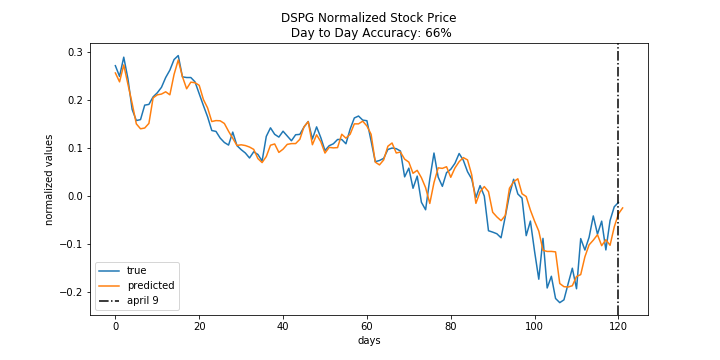 DSPG Normalized Stock Price
Day to Day Accuracy: 66%
normalized values
0.3
0.2
0.1
0.0
−0.1
−0.2
true
predicted
april 9
0
20
40
60
80
100
120
days